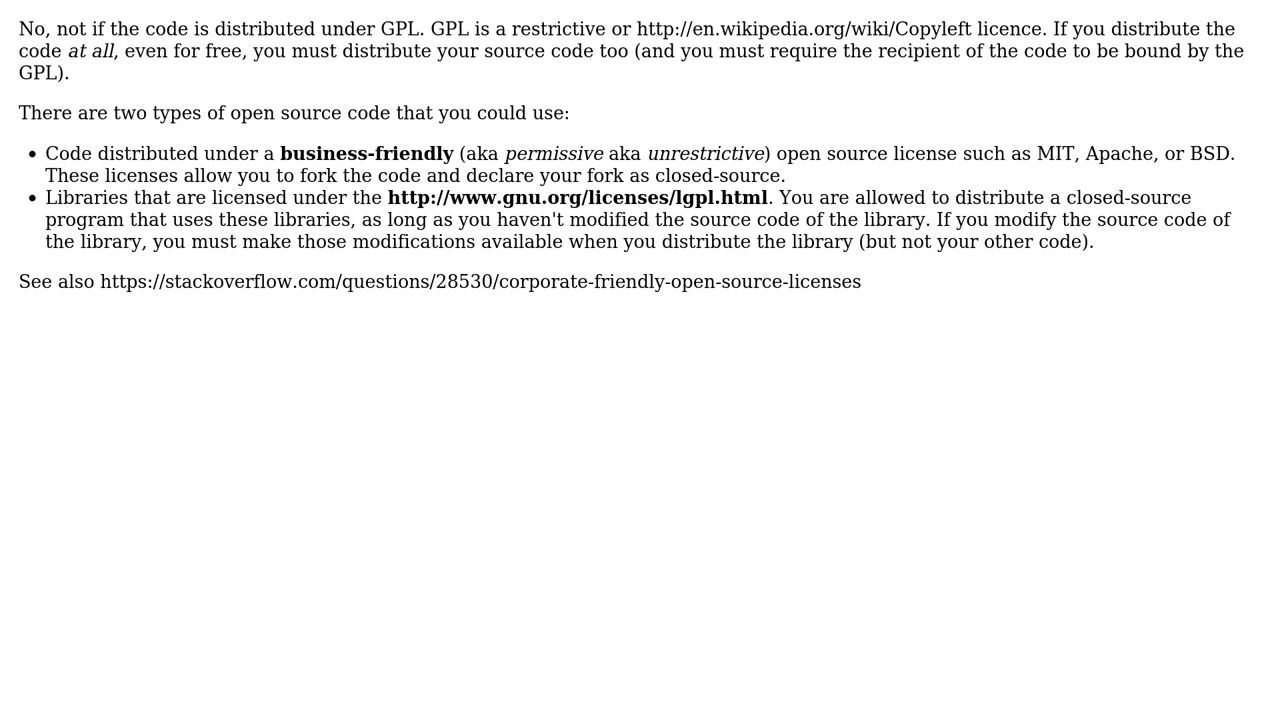 No, not if the code is distributed under GPL. GPL is a restrictive or http://en.wikipedia.org/wiki/Copyleft licence. If you distribute the
code at all, even for free, you must distribute your source code too (and you must require the recipient of the code to be bound by the
GPL).
There are two types of open source code that you could use:
• Code distributed under a business-friendly (aka permissive aka unrestrictive) open source license such as MIT, Apache, or BSD.
These licenses allow you to fork the code and declare your fork as closed-source.
• Libraries that are licensed under the http://www.gnu.org/licenses/lgpl.html. You are allowed to distribute a closed-source
program that uses these libraries, as long as you haven't modified the source code of the library. If you modify the source code of
the library, you must make those modifications available when you distribute the library (but not your other code).
See also https://stackoverflow.com/questions/28530/corporate-friendly-open-source-licenses